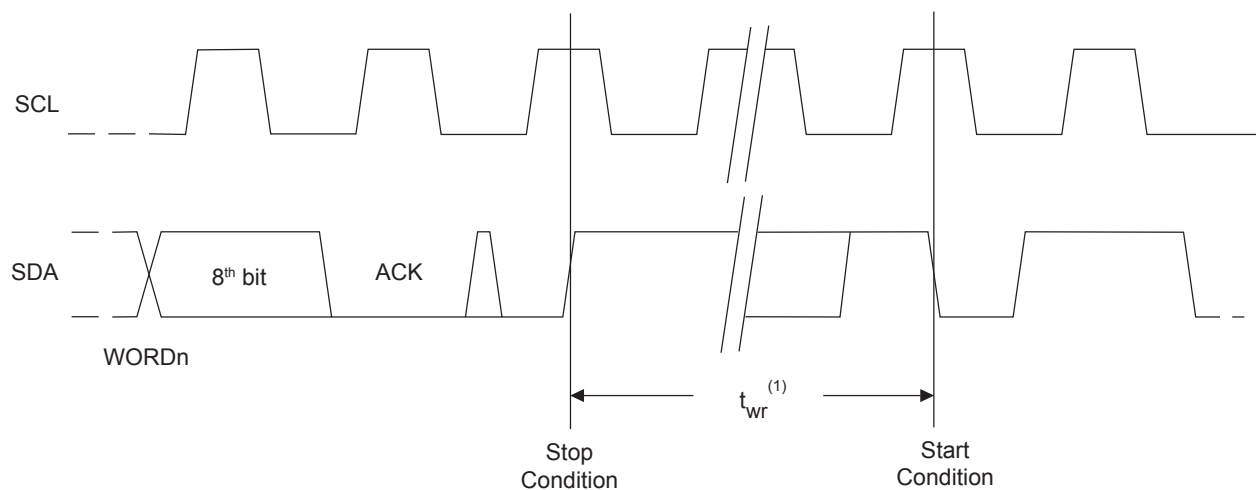 SCL
SDA
8th bit
ACK
WORDn
twr(1)
Stop
Condition
Start
Condition